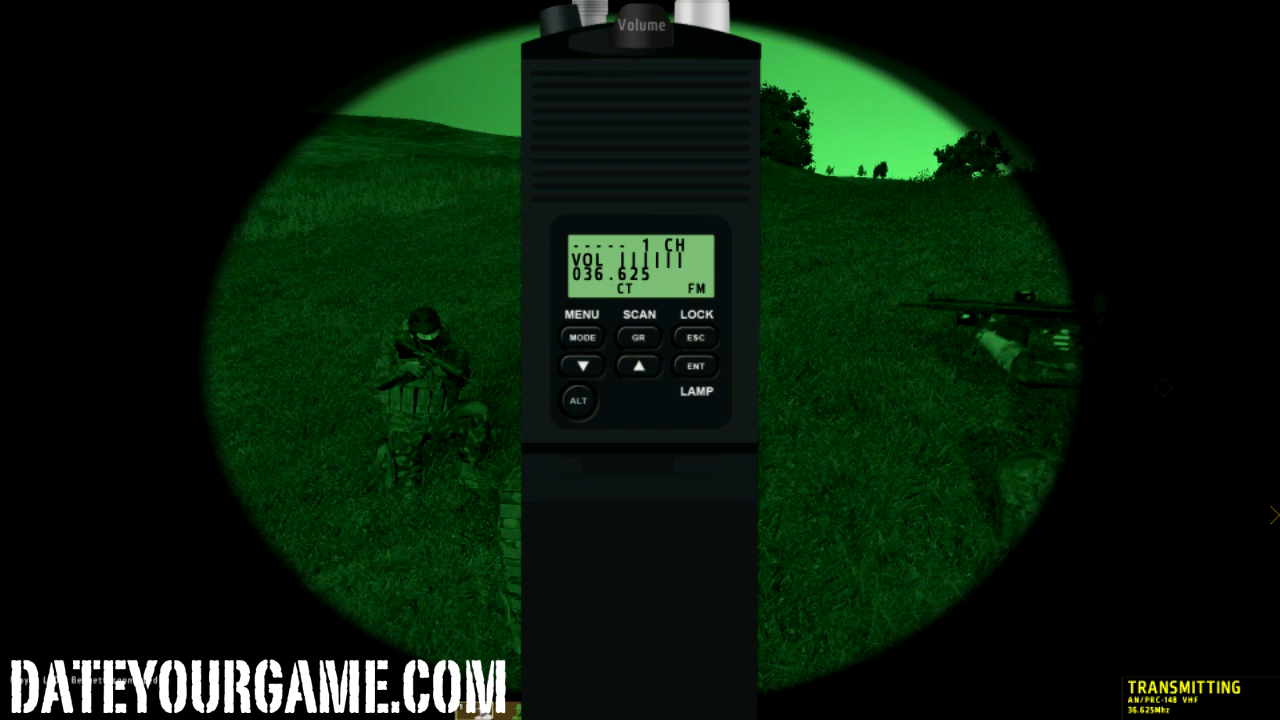 Volume
----- 1 CH
VOL ||||||
036.625
CT FM
MENU SCAN LOCK
MODE GR ESC
ENT
LAMP
ALT
DATEYOURGAME.COM
TRANSMITTING
AN/PRC-148 VHF
36.625Mhz